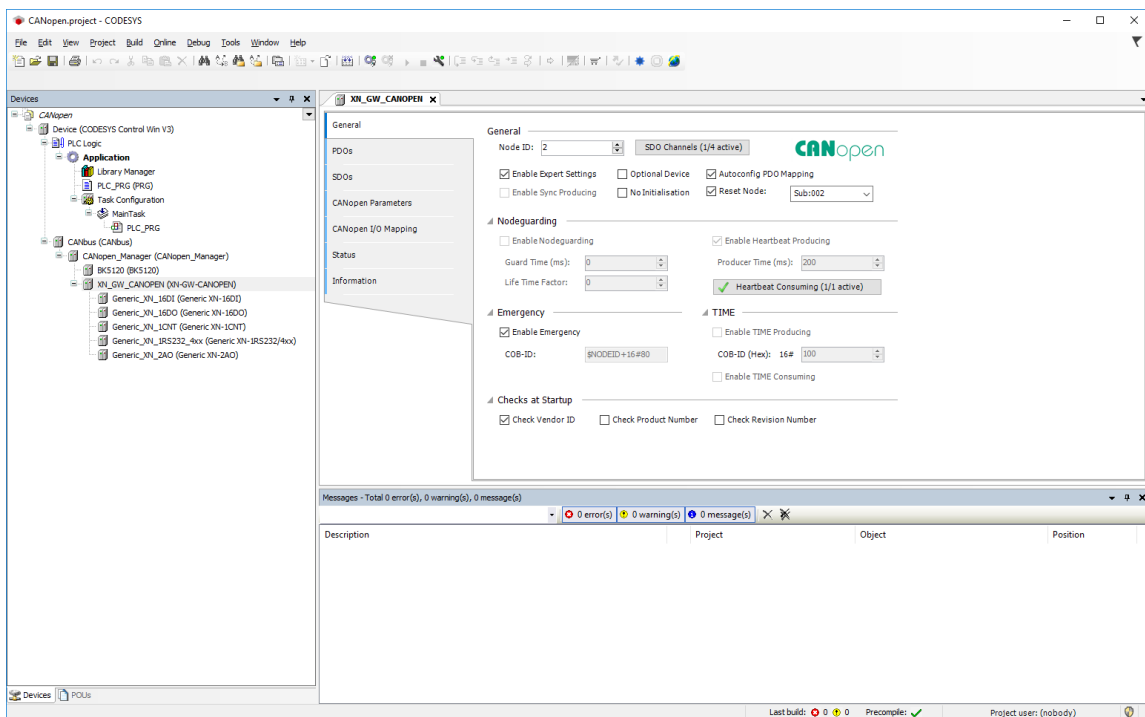 CANopen.project - CODESYS
File Edit View Project Build Online Debug Tools Window Help
Devices
CANopen
Device (CODESYS Control Win V3)
PLC Logic
Application
Library Manager
PLC_PRG (PRG)
Task Configuration
MainTask
PLC_PRG
CANbus (CANbus)
CANopen_Manager (CANopen_Manager)
BK5120 (BK5120)
XN_GW_CANOPEN (XN-GW-CANOPEN)
Generic_XN_16DI (Generic XN-16DI)
Generic_XN_16DO (Generic XN-16DO)
Generic_XN_1CNT (Generic XN-1CNT)
Generic_XN_1RS232_4xx (Generic XN-1RS232/4xx)
Generic_XN_2AO (Generic XN-2AO)
Devices POUs
XN_GW_CANOPEN
General
PDOs
SDOs
CANopen Parameters
CANopen I/O Mapping
Status
Information
General
Node ID: 2 SDO Channels (1/4 active) CANopen
Enable Expert Settings Optional Device Autoconfig PDO Mapping
Enable Sync Producing No Initialisation Reset Node: Sub:002
Nodeguarding
Enable Nodeguarding Enable Heartbeat Producing
Guard Time (ms): 0 Producer Time (ms): 200
Life Time Factor: 0 Heartbeat Consuming (1/1 active)
Emergency TIME
Enable Emergency Enable TIME Producing
COB-ID: $NODEID+16#80 COB-ID (Hex): 16# 100
Enable TIME Consuming
Checks at Startup
Check Vendor ID Check Product Number Check Revision Number
Messages - Total 0 error(s), 0 warning(s), 0 message(s)
0 error(s) 0 warning(s) 0 message(s)
Description Project Object Position
Last build: 0 0 Precompile: Project user: (nobody)